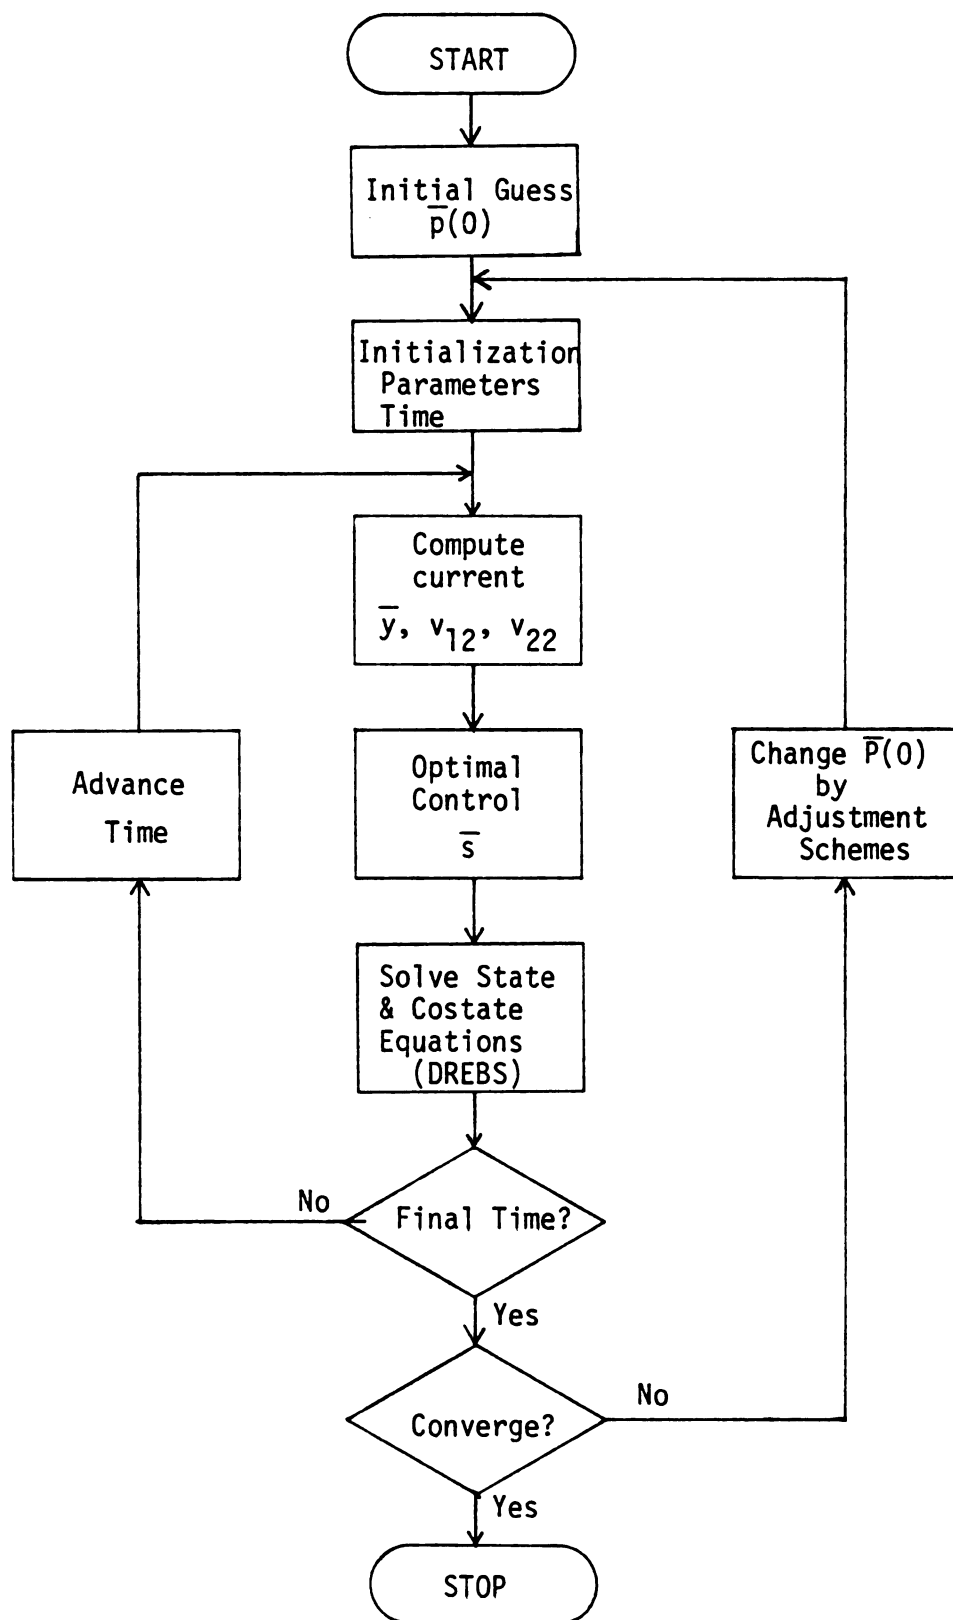 START
Initial Guess
p̅(0)
Initialization
Parameters
Time
Compute
current
y̅, v₁₂, v₂₂
Advance
Time
Optimal
Control
s̅
Change P̅(0)
by
Adjustment
Schemes
Solve State
& Costate
Equations
(DREBS)
No
Final Time?
Yes
No
Converge?
Yes
STOP